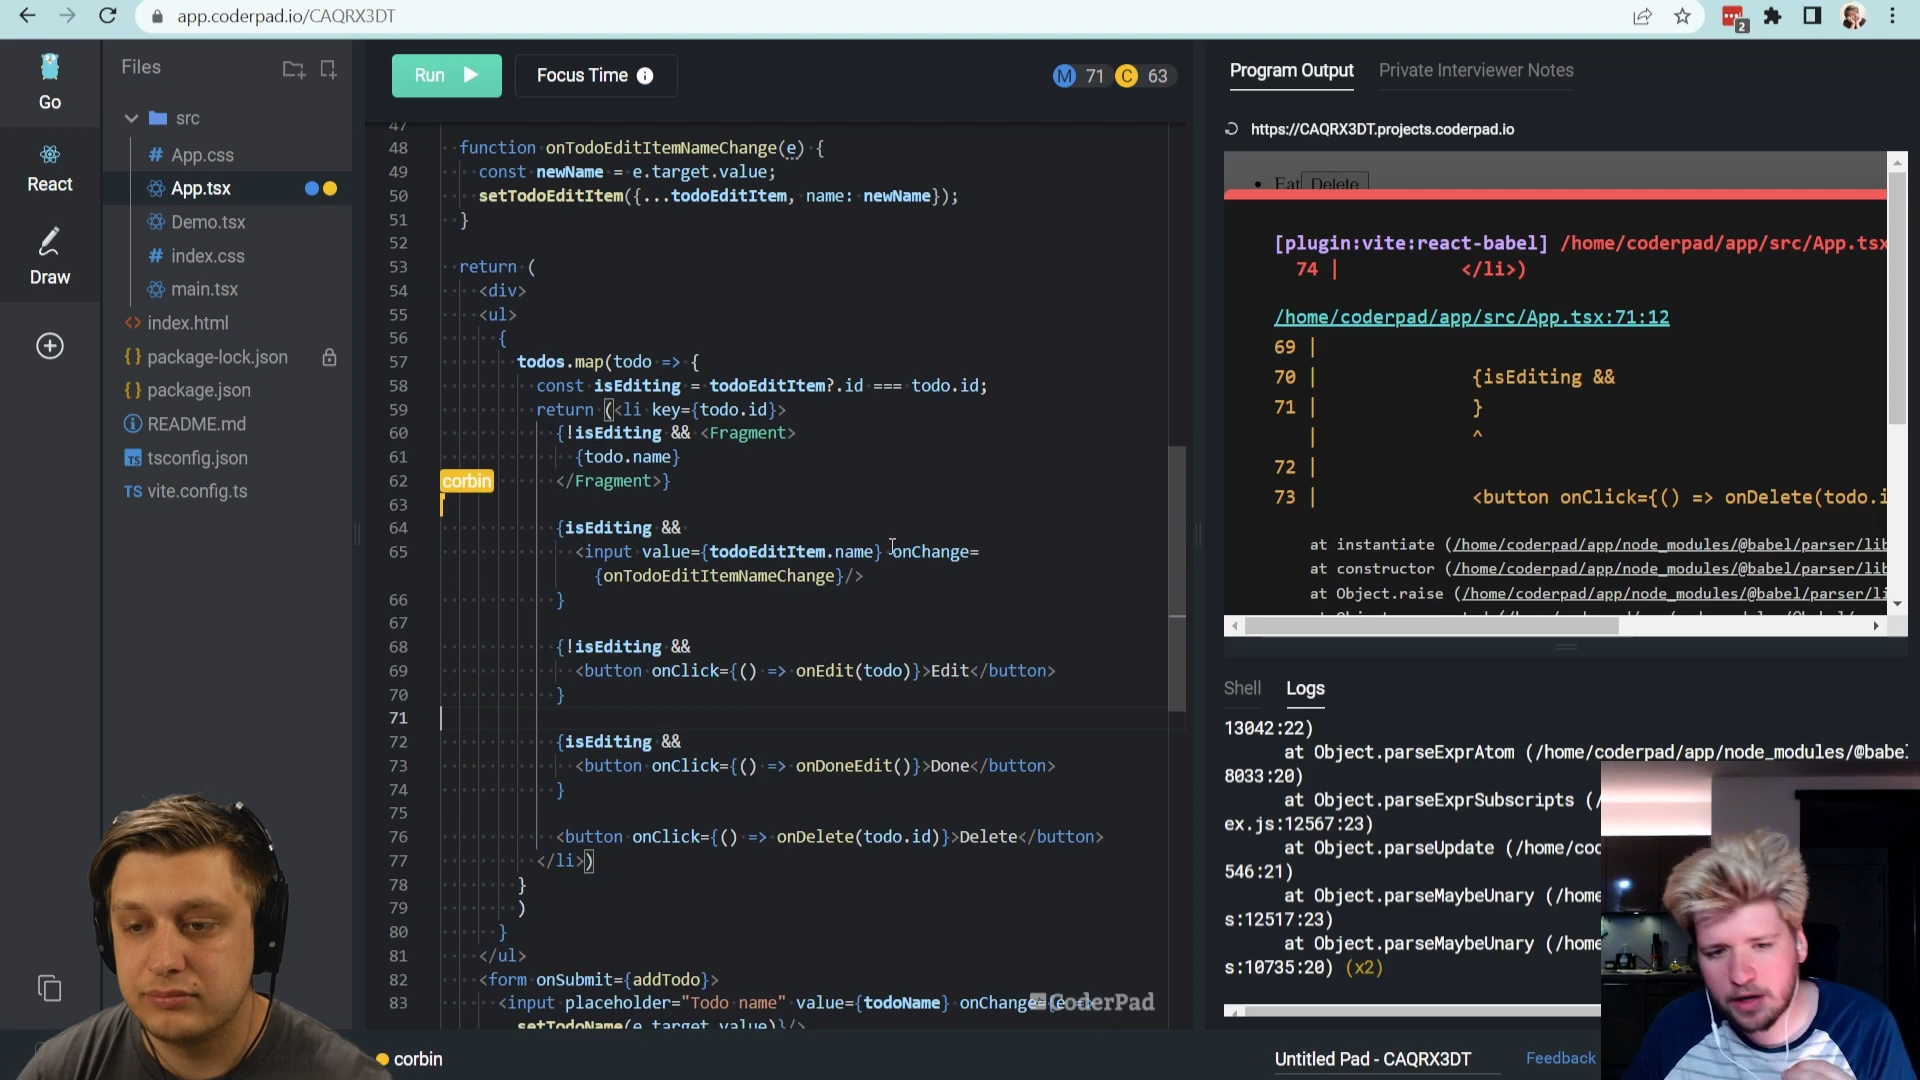 app.coderpad.io/CAQRX3DT
2
Go
React
Draw
Files
src
# App.css
App.tsx
Demo.tsx
# index.css
main.tsx
<> index.html
{} package-lock.json
{} package.json
README.md
TS tsconfig.json
TS vite.config.ts
Run
Focus Time
M 71
C 63
47
48 function onTodoEditItemNameChange(e) {
49 const newName = e.target.value;
50 setTodoEditItem({...todoEditItem, name: newName});
51 }
52
53 return (
54 <div>
55 <ul>
56 {
57 todos.map(todo => {
58 const isEditing = todoEditItem?.id === todo.id;
59 return (<li key={todo.id}>
60 {!isEditing && <Fragment>
61 {todo.name}
62 </Fragment>}
corbin
63
64 {isEditing &&
65 <input value={todoEditItem.name} onChange=
{onTodoEditItemNameChange}/>
66 }
67
68 {!isEditing &&
69 <button onClick={() => onEdit(todo)}>Edit</button>
70 }
71
72 {isEditing &&
73 <button onClick={() => onDoneEdit()}>Done</button>
74 }
75
76 <button onClick={() => onDelete(todo.id)}>Delete</button>
77 </li>)
78 }
79 )
80 }
81 </ul>
82 <form onSubmit={addTodo}>
83 <input placeholder="Todo name" value={todoName} onChange={e =>
setTodoName(e.target.value)}/>
CoderPad
corbin
Program Output
Private Interviewer Notes
https://CAQRX3DT.projects.coderpad.io
Eat Delete
[plugin:vite:react-babel] /home/coderpad/app/src/App.tsx
74 | </li>)
/home/coderpad/app/src/App.tsx:71:12
69 |
70 | {isEditing &&
71 | }
| ^
72 |
73 | <button onClick={() => onDelete(todo.i
at instantiate (/home/coderpad/app/node_modules/@babel/parser/lib
at constructor (/home/coderpad/app/node_modules/@babel/parser/lib
at Object.raise (/home/coderpad/app/node_modules/@babel/parser/li
Shell
Logs
13042:22)
at Object.parseExprAtom (/home/coderpad/app/node_modules/@babe
8033:20)
at Object.parseExprSubscripts (/
ex.js:12567:23)
at Object.parseUpdate (/home/cod
546:21)
at Object.parseMaybeUnary (/home
s:12517:23)
at Object.parseMaybeUnary (/home
s:10735:20) (x2)
Untitled Pad - CAQRX3DT
Feedback